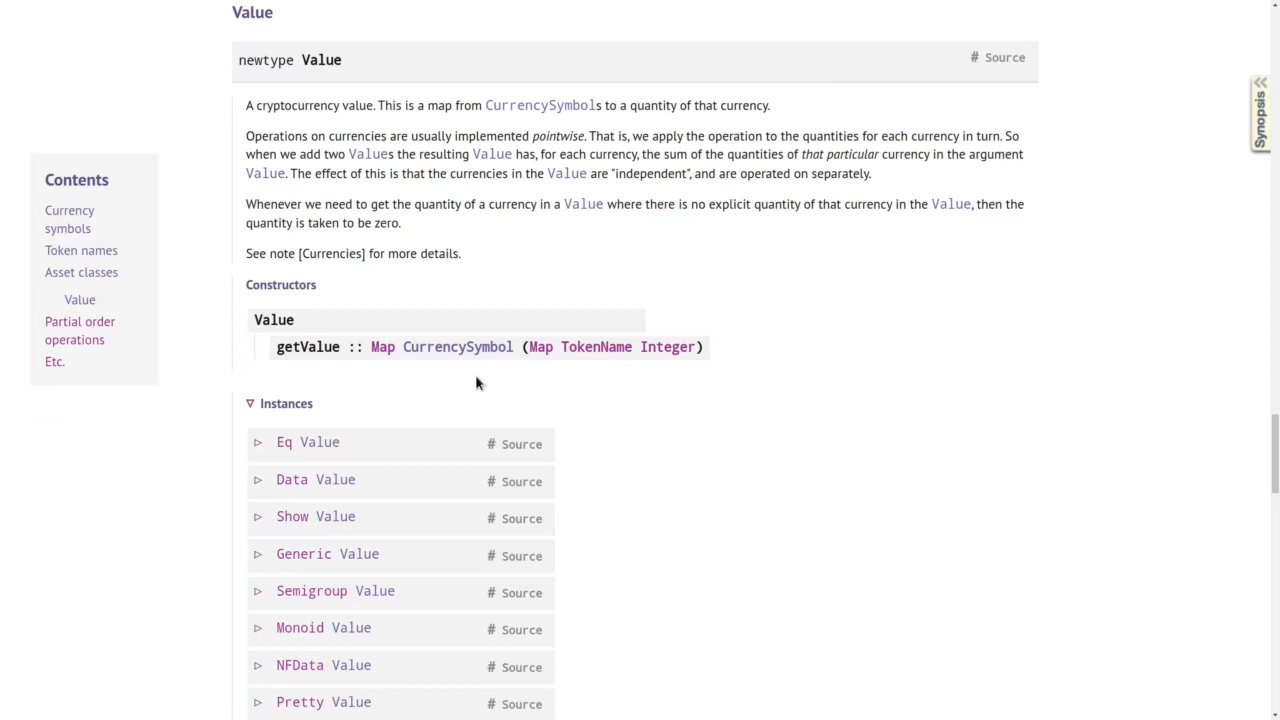 Value
newtype Value
# Source
Synopsis
A cryptocurrency value. This is a map from CurrencySymbols to a quantity of that currency.
Operations on currencies are usually implemented pointwise. That is, we apply the operation to the quantities for each currency in turn. So
when we add two Values the resulting Value has, for each currency, the sum of the quantities of that particular currency in the argument
Value. The effect of this is that the currencies in the Value are "independent", and are operated on separately.
Whenever we need to get the quantity of a currency in a Value where there is no explicit quantity of that currency in the Value, then the
quantity is taken to be zero.
See note [Currencies] for more details.
Contents
Currency
symbols
Token names
Asset classes
Value
Partial order
operations
Etc.
Constructors
Value
getValue :: Map CurrencySymbol (Map TokenName Integer)
Instances
Eq Value
# Source
Data Value
# Source
Show Value
# Source
Generic Value
# Source
Semigroup Value
# Source
Monoid Value
# Source
NFData Value
# Source
Pretty Value
# Source